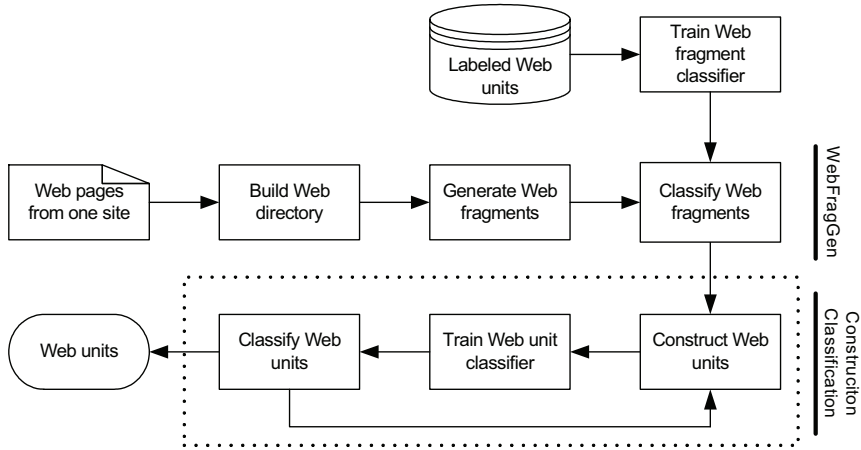 Labeled Web
units
Train Web
fragment
classifier
Web pages
from one site
Build Web
directory
Generate Web
fragments
Classify Web
fragments
WebFragGen
Web units
Classify Web
units
Train Web unit
classifier
Construct Web
units
Construciton
Classification